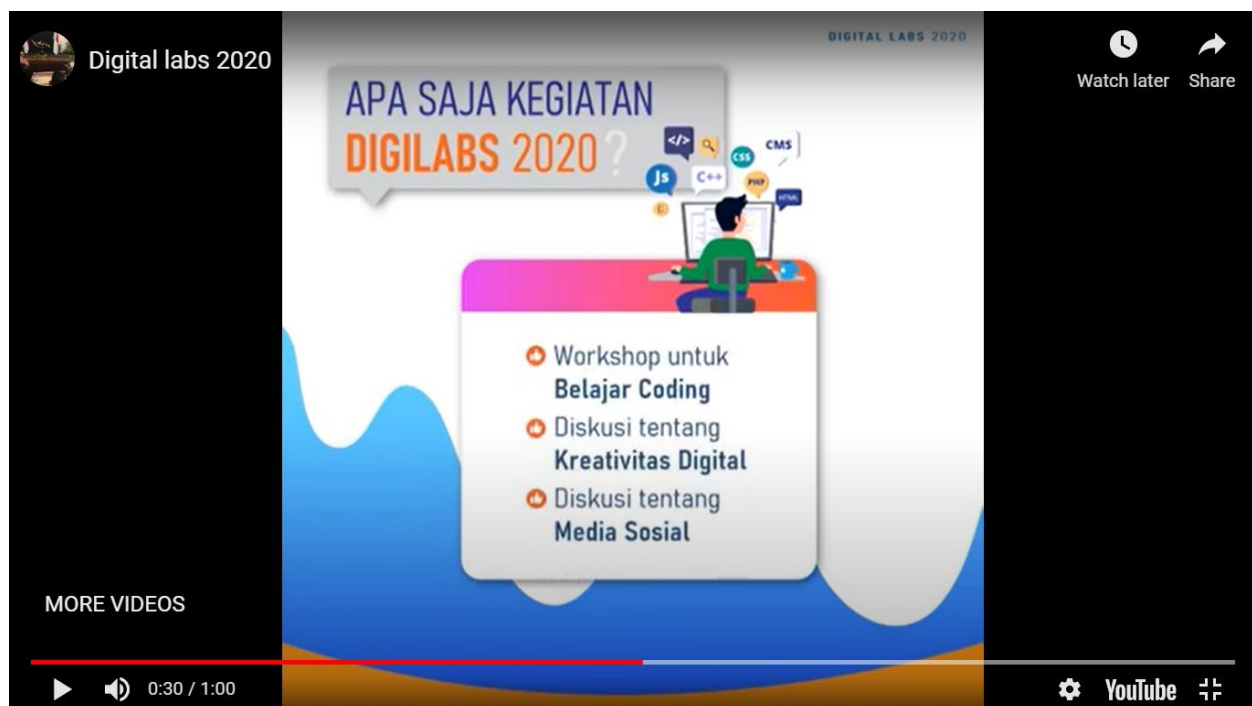 Digital labs 2020
DIGITAL LABS 2020
Watch later
Share
APA SAJA KEGIATAN
DIGILABS 2020?
</>
CSS
CMS
Js
C++
PHP
HTML
Workshop untuk
Belajar Coding
Diskusi tentang
Kreativitas Digital
Diskusi tentang
Media Sosial
MORE VIDEOS
0:30 / 1:00
YouTube